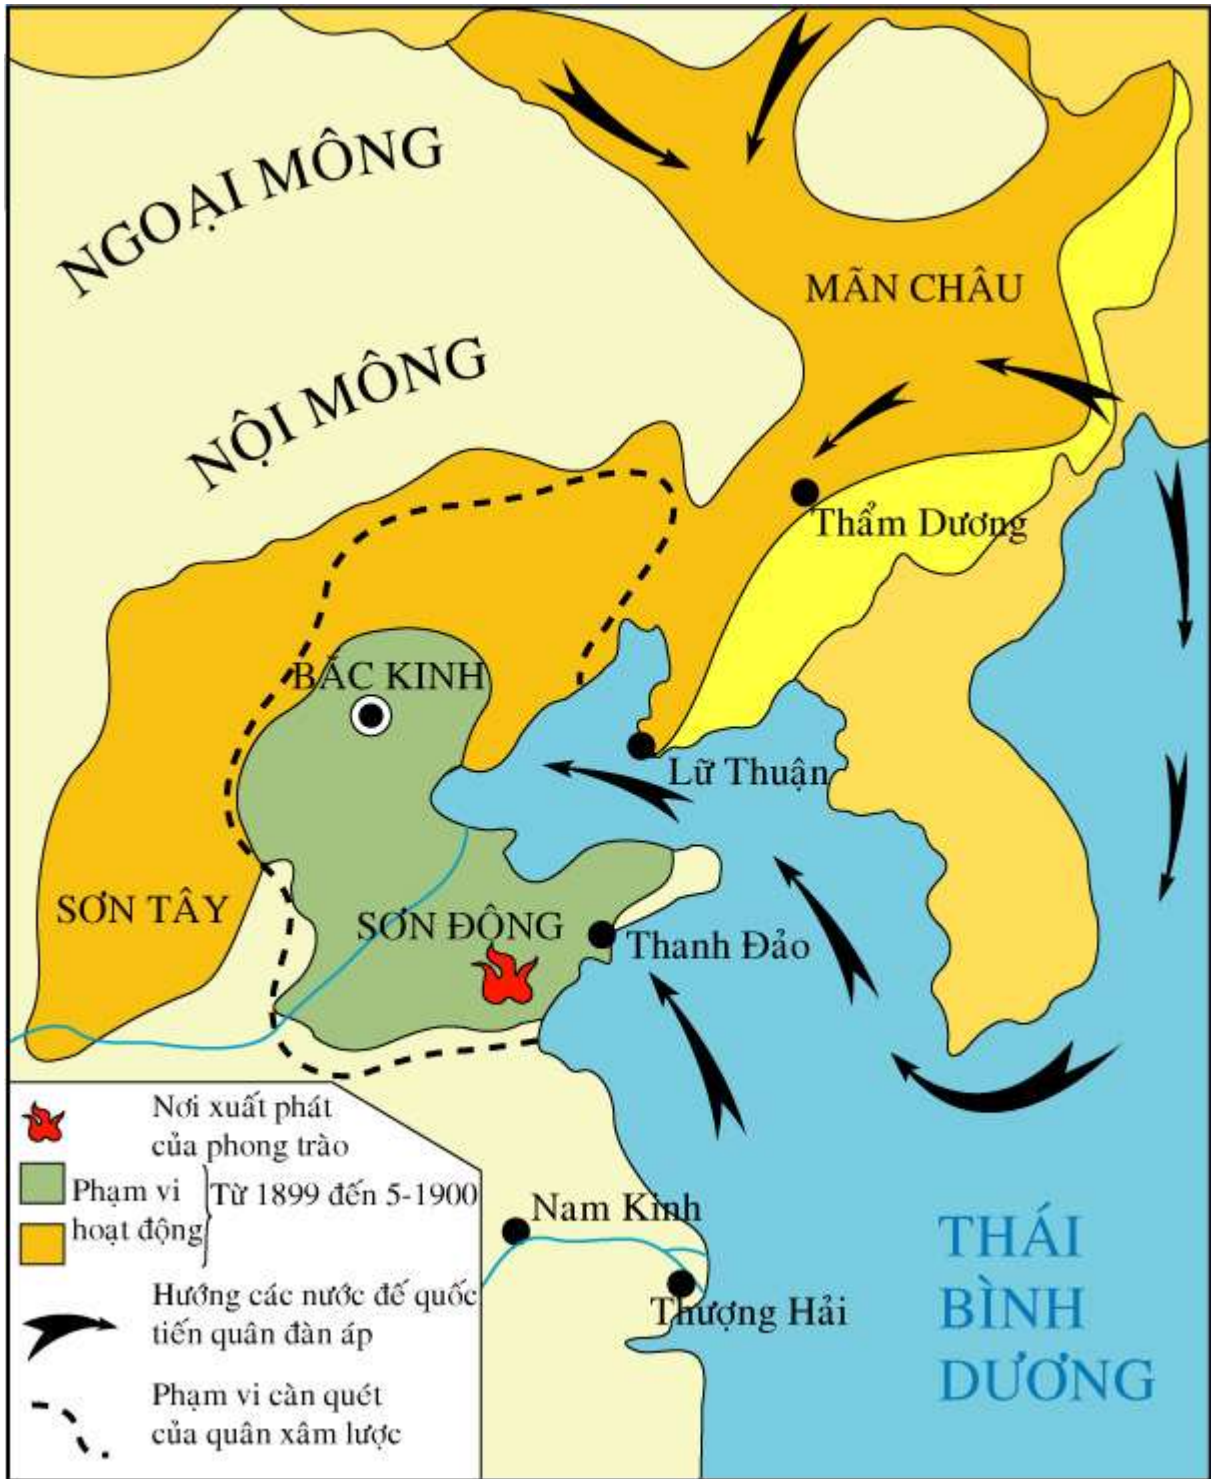 NGOẠI MÔNG
MÃN CHÂU
NỘI MÔNG
Thẩm Dương
BẮC KINH
Lữ Thuận
SƠN TÂY
SƠN ĐÔNG
Thanh Đảo
Nơi xuất phát
của phong trào
Phạm vi
hoạt động
Từ 1899 đến 5-1900
Hướng các nước đế quốc
tiến quân đàn áp
Phạm vi càn quét
của quân xâm lược
Nam Kinh
Thượng Hải
THÁI
BÌNH
DƯƠNG